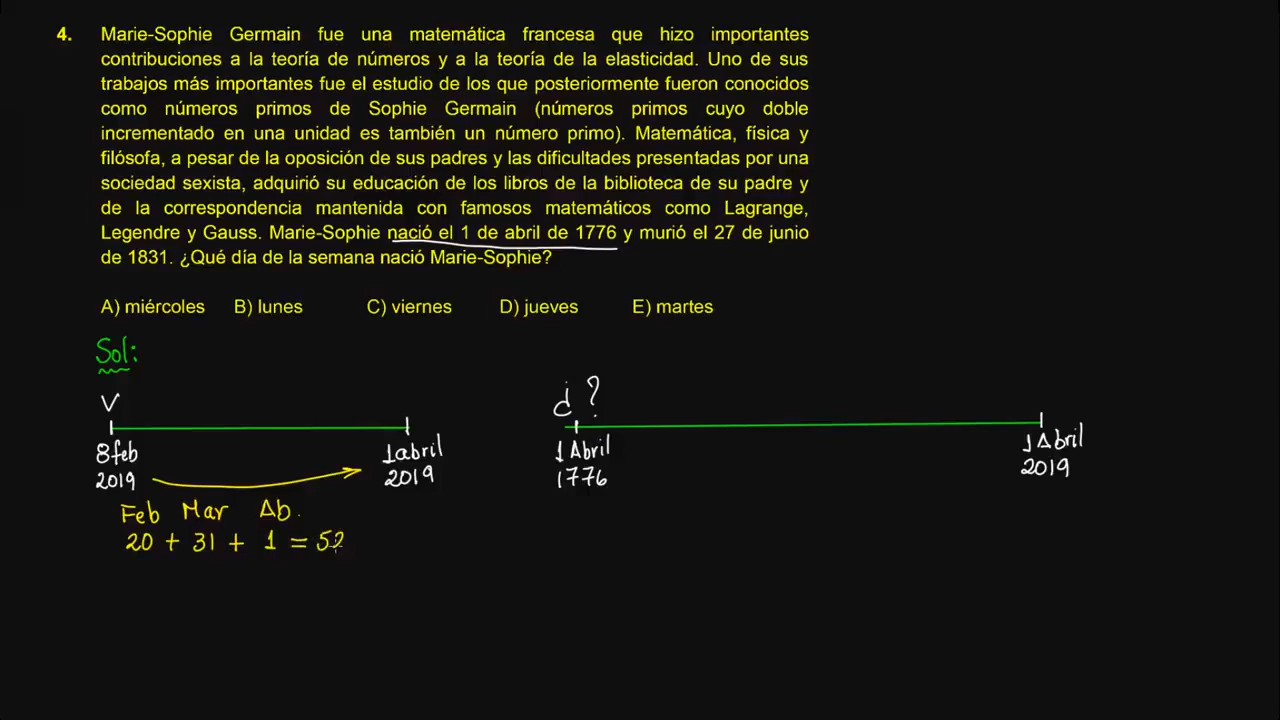 4. Marie-Sophie Germain fue una matemática francesa que hizo importantes
contribuciones a la teoría de números y a la teoría de la elasticidad. Uno de sus
trabajos más importantes fue el estudio de los que posteriormente fueron conocidos
como números primos de Sophie Germain (números primos cuyo doble
incrementado en una unidad es también un número primo). Matemática, física y
filósofa, a pesar de la oposición de sus padres y las dificultades presentadas por una
sociedad sexista, adquirió su educación de los libros de la biblioteca de su padre y
de la correspondencia mantenida con famosos matemáticos como Lagrange,
Legendre y Gauss. Marie-Sophie nació el 1 de abril de 1776 y murió el 27 de junio
de 1831. ¿Qué día de la semana nació Marie-Sophie?
A) miércoles B) lunes C) viernes D) jueves E) martes
Sol:
V ¿?
8feb 1abril 1Abril 1Abril
2019 2019 1776 2019
Feb Mar Ab.
20 + 31 + 1 = 52